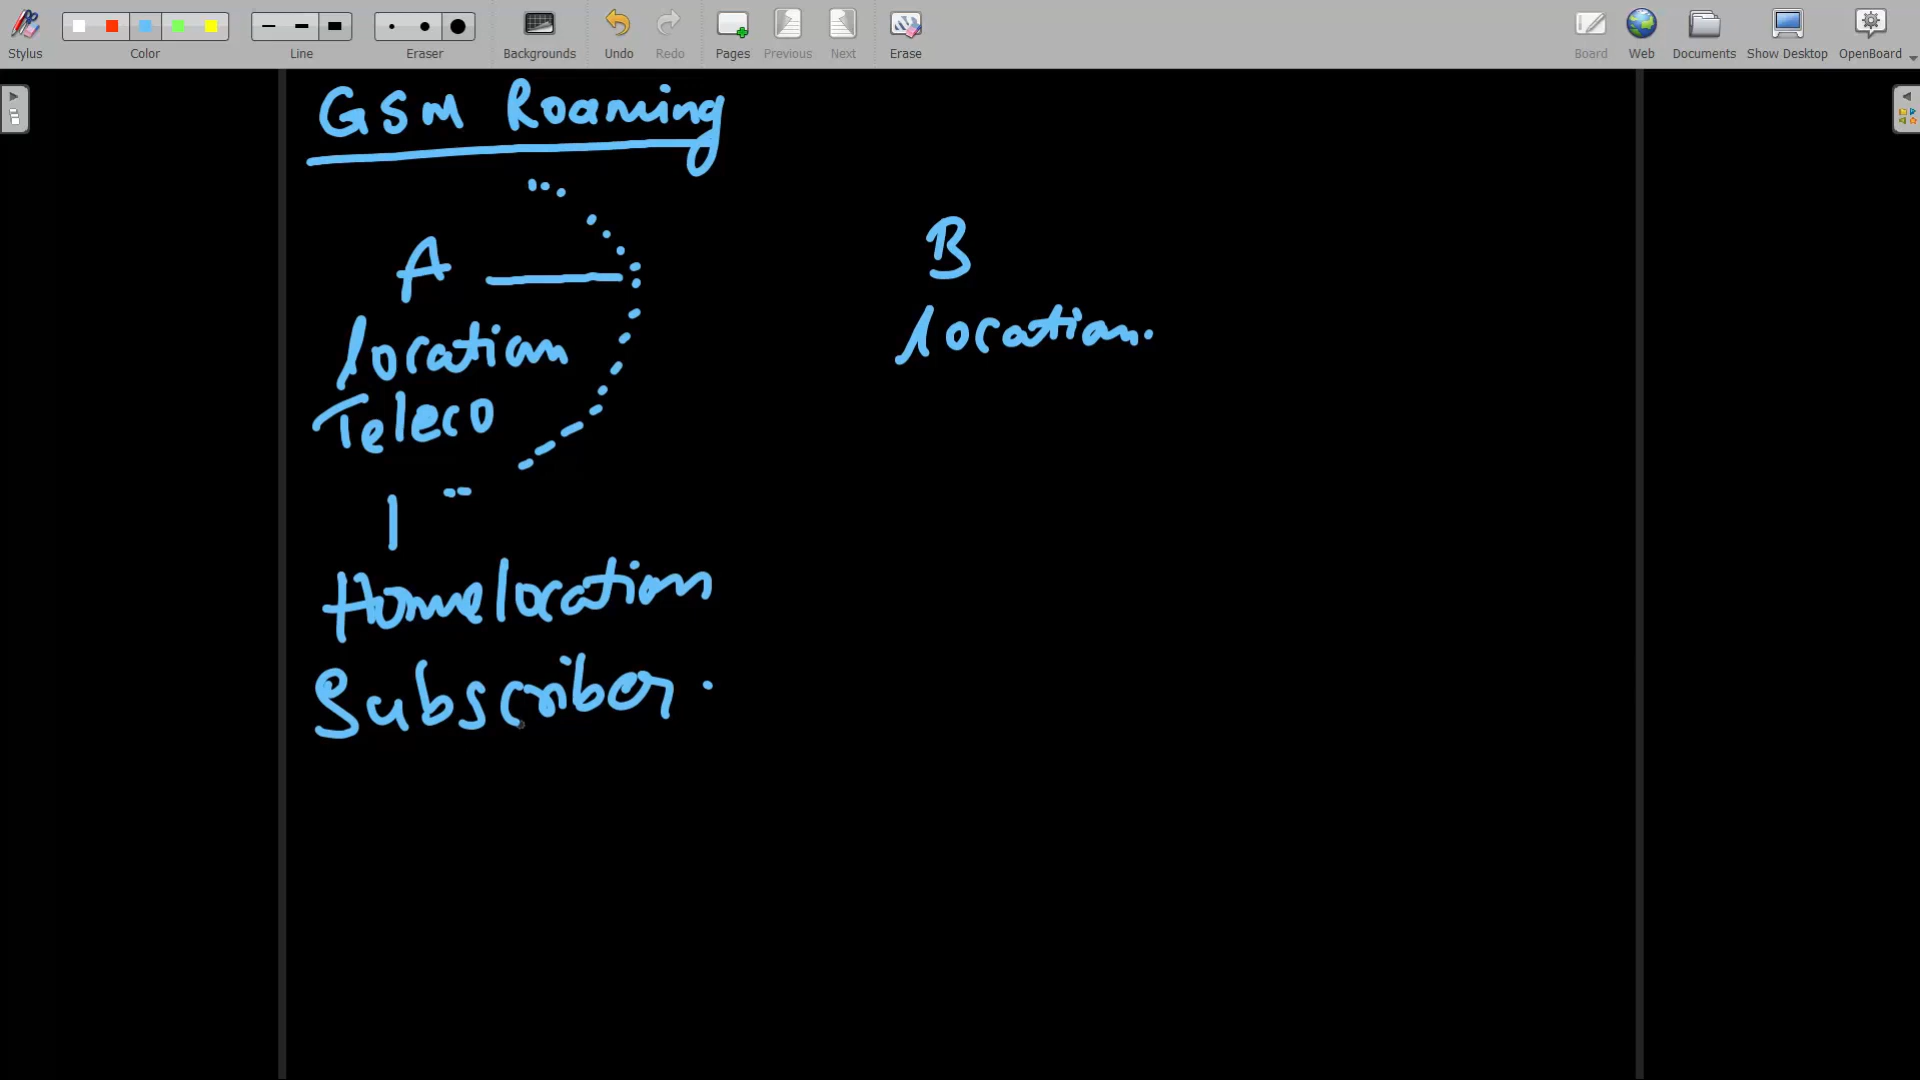 Stylus
Color
Line
Eraser
Backgrounds
Undo
Redo
Pages
Previous
Next
Erase
Board
Web
Documents
Show Desktop
OpenBoard
GSM Roaming
A
B
location
location.
Teleco
Homelocation
Subscriber.